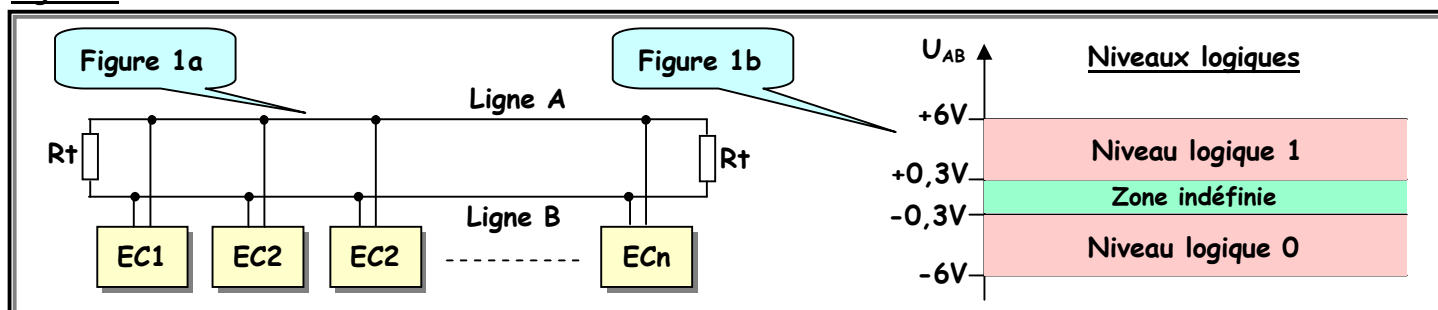 Figure 1a
Ligne A
Rt
Rt
Ligne B
EC1
EC2
EC2
ECn
Figure 1b
U_AB
Niveaux logiques
+6V
Niveau logique 1
+0,3V
Zone indéfinie
-0,3V
Niveau logique 0
-6V